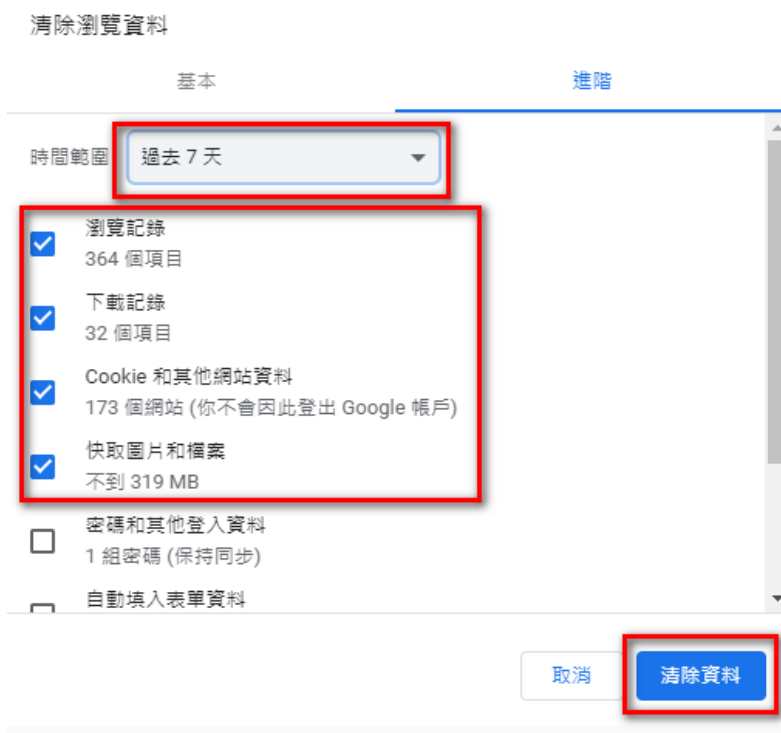 清除瀏覽資料
基本
進階
時間範圍
過去 7 天
瀏覽記錄
364 個項目
下載記錄
32 個項目
Cookie 和其他網站資料
173 個網站 (你不會因此登出 Google 帳戶)
快取圖片和檔案
不到 319 MB
密碼和其他登入資料
1 組密碼 (保持同步)
自動填入表單資料
取消
清除資料